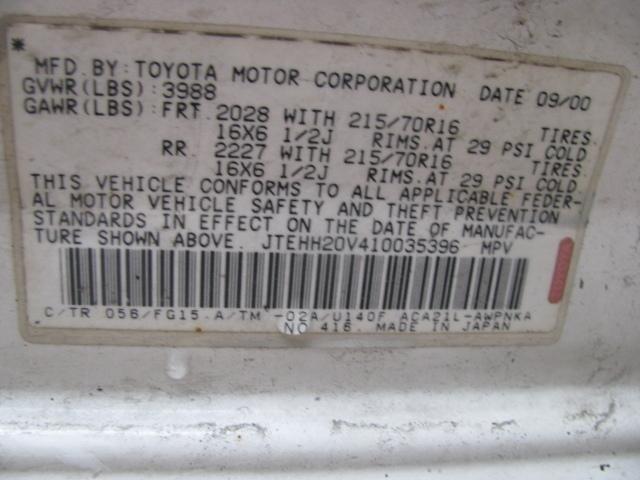 MFD. BY: TOYOTA MOTOR CORPORATION DATE 09/00
GVWR(LBS): 3988
GAWR(LBS): FRT. 2028 WITH 215/70R16 TIRES.
16X6 1/2J RIMS. AT 29 PSI COLD
RR. 2227 WITH 215/70R16 TIRES.
16X6 1/2J RIMS. AT 29 PSI COLD.
THIS VEHICLE CONFORMS TO ALL APPLICABLE FEDER-
AL MOTOR VEHICLE SAFETY AND THEFT PREVENTION
STANDARDS IN EFFECT ON THE DATE OF MANUFAC-
TURE SHOWN ABOVE. JTEHH20V410035396 MPV
C/TR 056/FG15. A/TM -02A/U140F ACA21L-AWPNKA
NO 416. MADE IN JAPAN